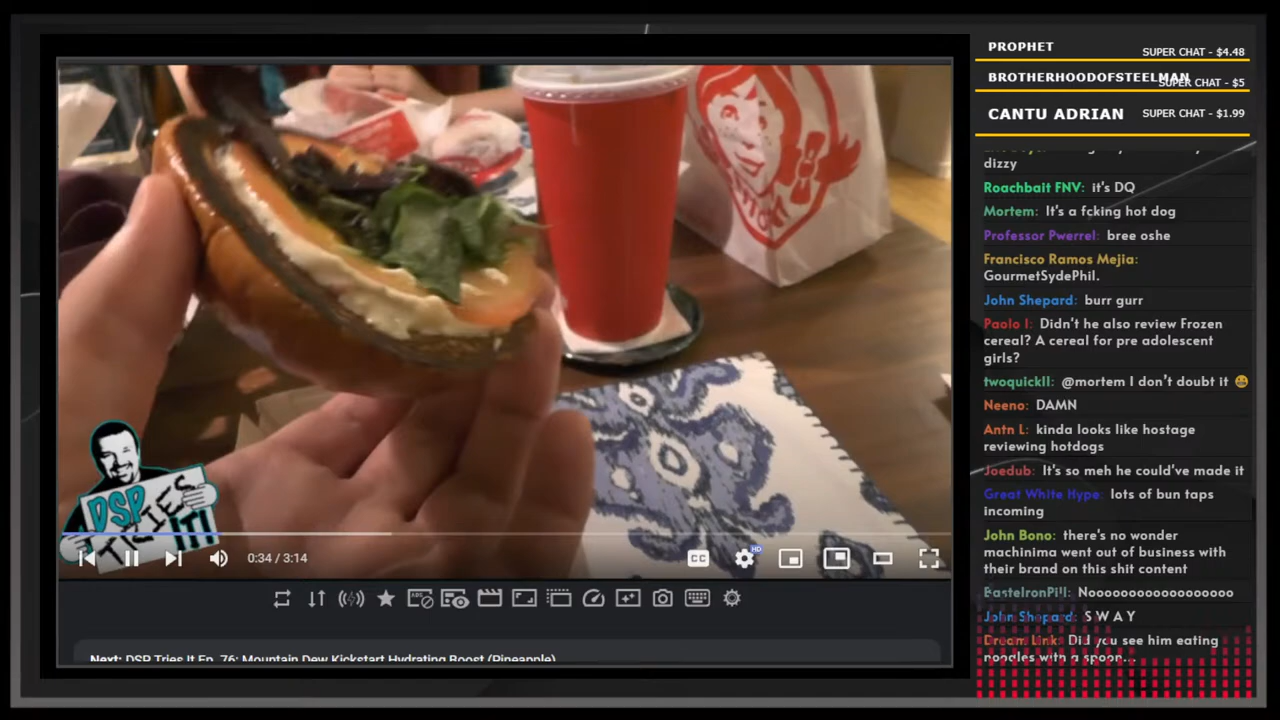 PROPHET
SUPER CHAT - $4.48
BROTHERHOODOFSTEELMAN
SUPER CHAT - $5
CANTU ADRIAN
SUPER CHAT - $1.99
dizzy
Roachbait FNV: it's DQ
Mortem: It's a fcking hot dog
Professor Pwerrel: bree oshe
Francisco Ramos Mejia:
GourmetSydePhil.
John Shepard: burr gurr
Paolo I: Didn't he also review Frozen
cereal? A cereal for pre adolescent
girls?
twoquickll: @mortem I don't doubt it 😀
Neeno: DAMN
Antn L: kinda looks like hostage
reviewing hotdogs
Joedub: It's so meh he could've made it
Great White Hype: lots of bun taps
incoming
John Bono: there's no wonder
machinima went out of business with
their brand on this shit content
EastelronPill: Nooooooooooooooooooo
John Shepard: S W A Y
Dream Link: Did you see him eating
noodles with a spoon...
DSP
TRIES
IT!
0:34 / 3:14
CC
HD
Next: DSP Tries It Ep. 76: Mountain Dew Kickstart Hydrating Boost (Pineapple)